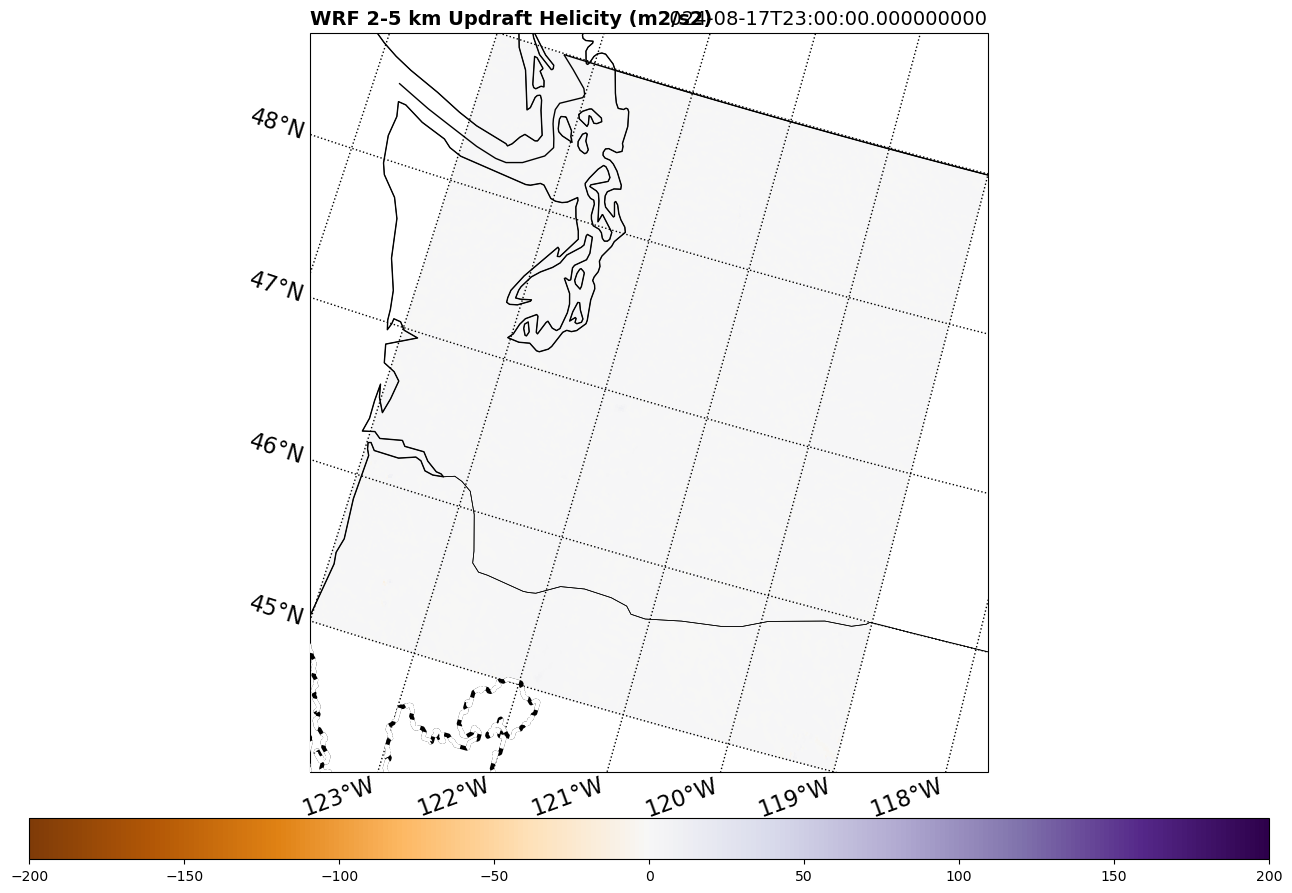 WRF 2-5 km Updraft Helicity (m2/s2) 2024-08-17T23:00:00.000000000
48°N
47°N
46°N
45°N
123°W 122°W 121°W 120°W 119°W 118°W
−200 −150 −100 −50 0 50 100 150 200